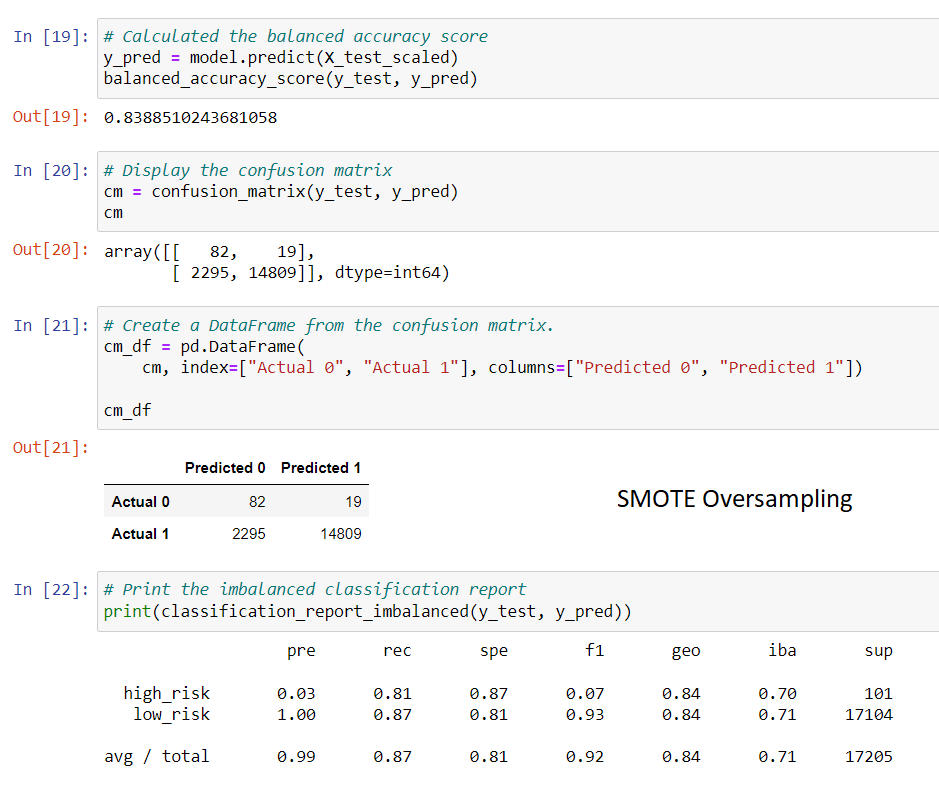 In [19]: # Calculated the balanced accuracy score
y_pred = model.predict(X_test_scaled)
balanced_accuracy_score(y_test, y_pred)
Out[19]: 0.8388510243681058
In [20]: # Display the confusion matrix
cm = confusion_matrix(y_test, y_pred)
cm
Out[20]: array([[   82,    19],
       [ 2295, 14809]], dtype=int64)
In [21]: # Create a DataFrame from the confusion matrix.
cm_df = pd.DataFrame(
    cm, index=["Actual 0", "Actual 1"], columns=["Predicted 0", "Predicted 1"])
cm_df
Out[21]:
Predicted 0 Predicted 1
Actual 0 82 19
SMOTE Oversampling
Actual 1 2295 14809
In [22]: # Print the imbalanced classification report
print(classification_report_imbalanced(y_test, y_pred))
pre rec spe f1 geo iba sup
high_risk 0.03 0.81 0.87 0.07 0.84 0.70 101
low_risk 1.00 0.87 0.81 0.93 0.84 0.71 17104
avg / total 0.99 0.87 0.81 0.92 0.84 0.71 17205